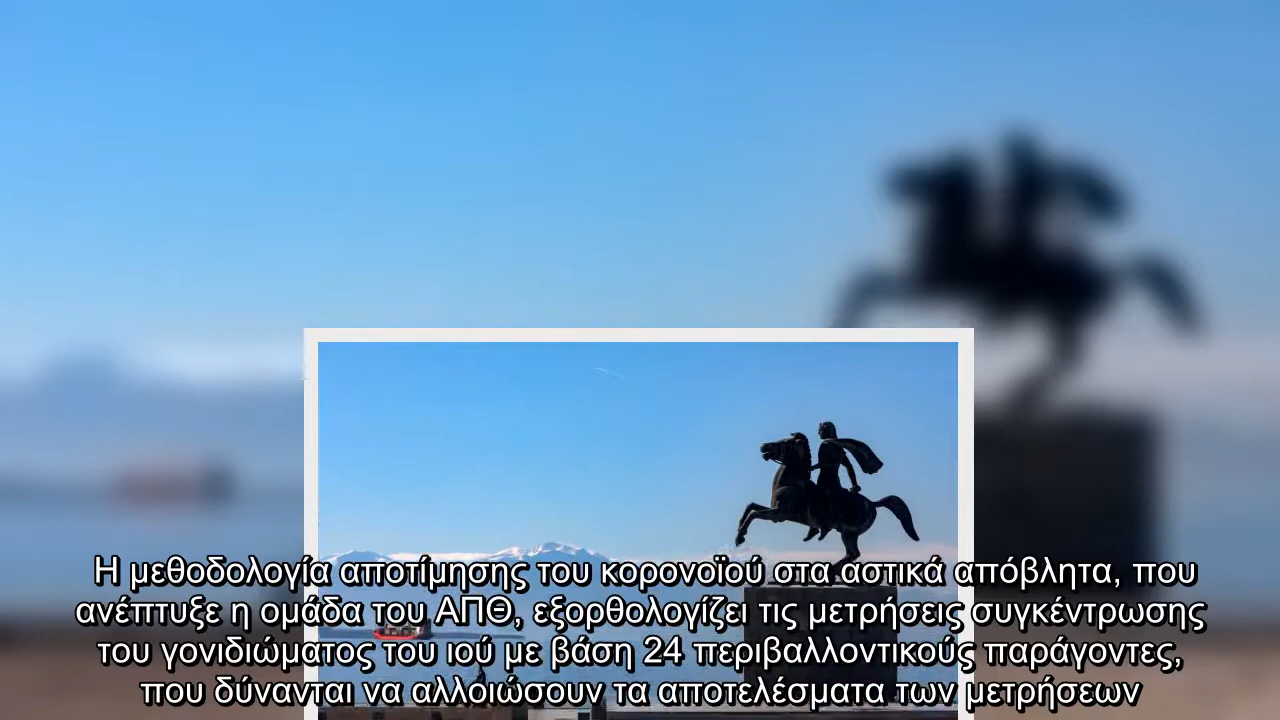 Η μεθοδολογία αποτίμησης του κορονοϊού στα αστικά απόβλητα, που
ανέπτυξε η ομάδα του ΑΠΘ, εξορθολογίζει τις μετρήσεις συγκέντρωσης
του γονιδιώματος του ιού με βάση 24 περιβαλλοντικούς παράγοντες,
που δύνανται να αλλοιώσουν τα αποτελέσματα των μετρήσεων